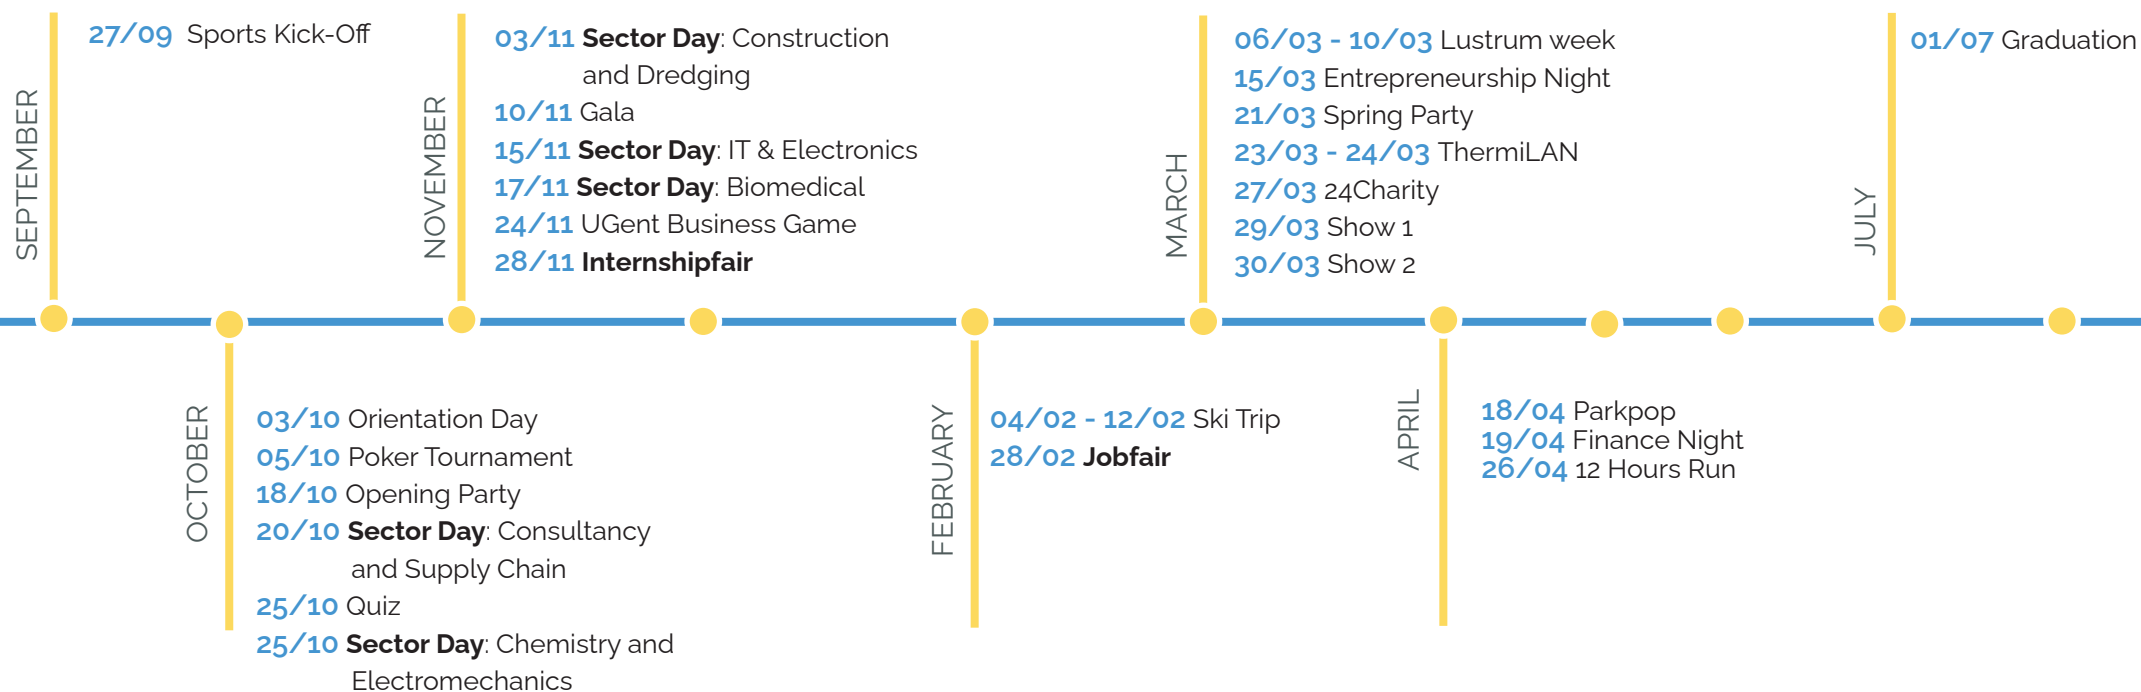 SEPTEMBER
27/09 Sports Kick-Off
OCTOBER
03/10 Orientation Day
05/10 Poker Tournament
18/10 Opening Party
20/10 Sector Day: Consultancy
and Supply Chain
25/10 Quiz
25/10 Sector Day: Chemistry and
Electromechanics
NOVEMBER
03/11 Sector Day: Construction
and Dredging
10/11 Gala
15/11 Sector Day: IT & Electronics
17/11 Sector Day: Biomedical
24/11 UGent Business Game
28/11 Internshipfair
FEBRUARY
04/02 - 12/02 Ski Trip
28/02 Jobfair
MARCH
06/03 - 10/03 Lustrum week
15/03 Entrepreneurship Night
21/03 Spring Party
23/03 - 24/03 ThermiLAN
27/03 24Charity
29/03 Show 1
30/03 Show 2
APRIL
18/04 Parkpop
19/04 Finance Night
26/04 12 Hours Run
JULY
01/07 Graduation